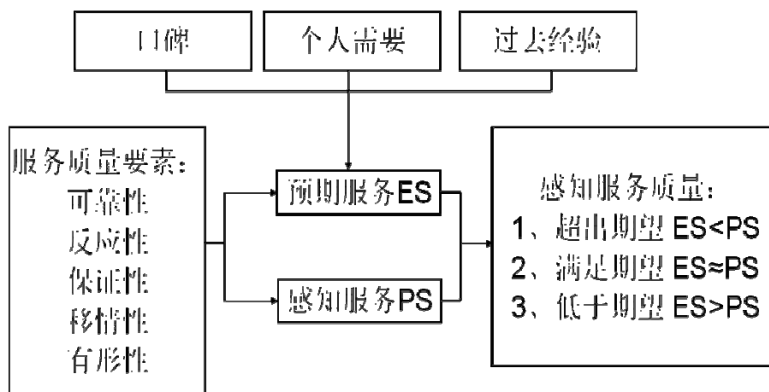 口碑
个人需要
过去经验
服务质量要素：
可靠性
反应性
保证性
移情性
有形性
预期服务ES
感知服务PS
感知服务质量：
1、超出期望 ES<PS
2、满足期望 ES≈PS
3、低于期望 ES>PS